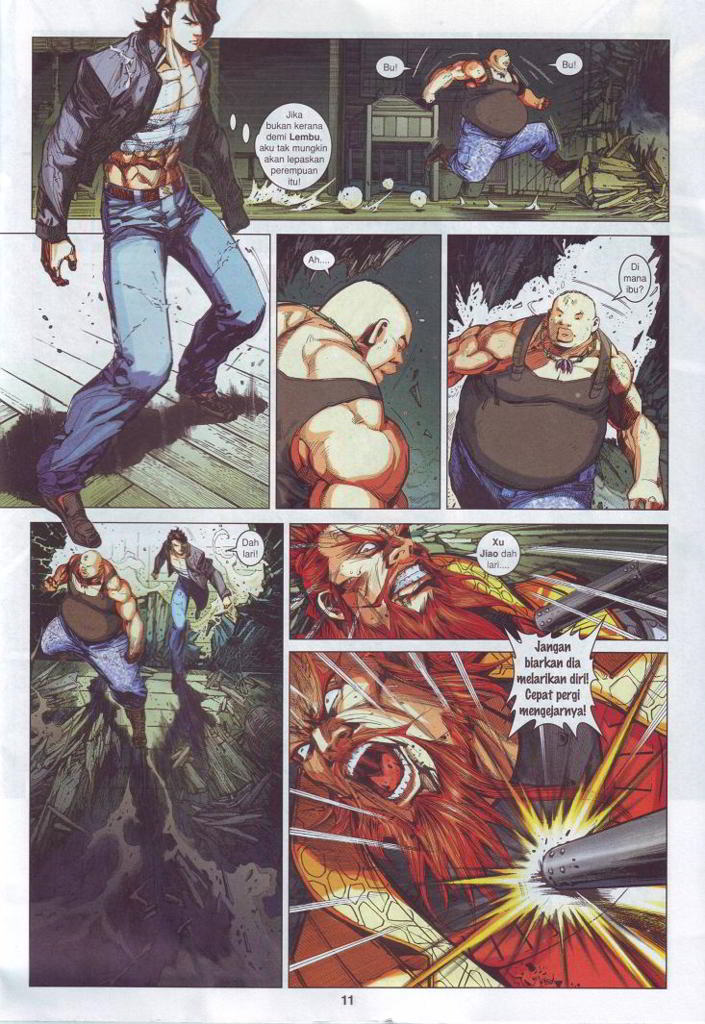 Jika
bukan kerana
demi Lembu,
aku tak mungkin
akan lepaskan
perempuan
itu!
Bu!
Bu!
Ah....
Di
mana
ibu?
Dah
lari!
Xu
Jiao dah
lari....
Jangan
biarkan dia
melarikan diri!
Cepat pergi
mengejarnya!
11